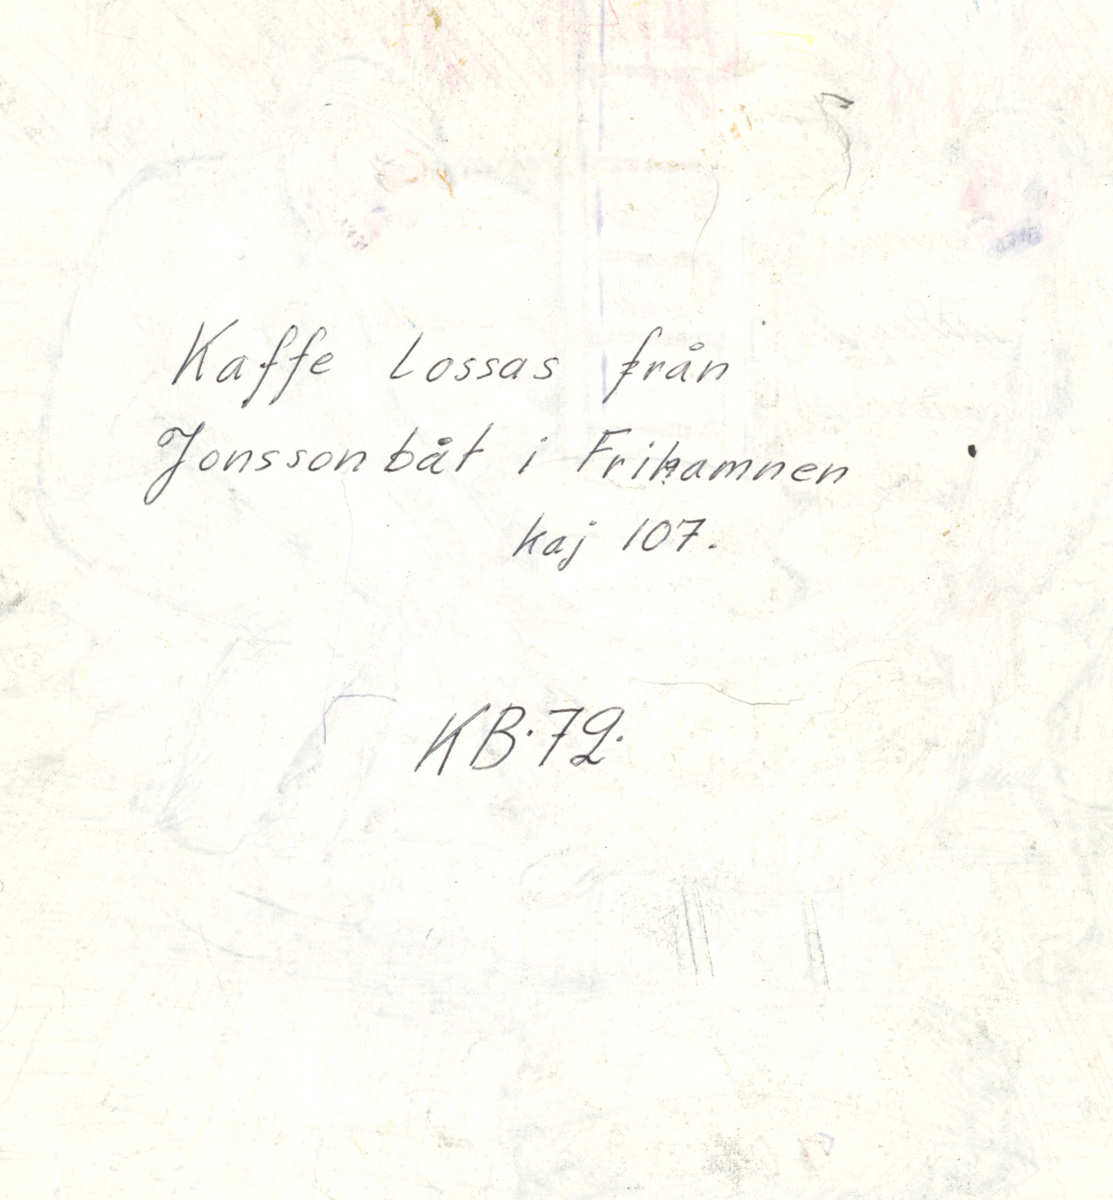 Kaffe lossas från
Jonssonbåt i Frihamnen
kaj 107.
KB.72.